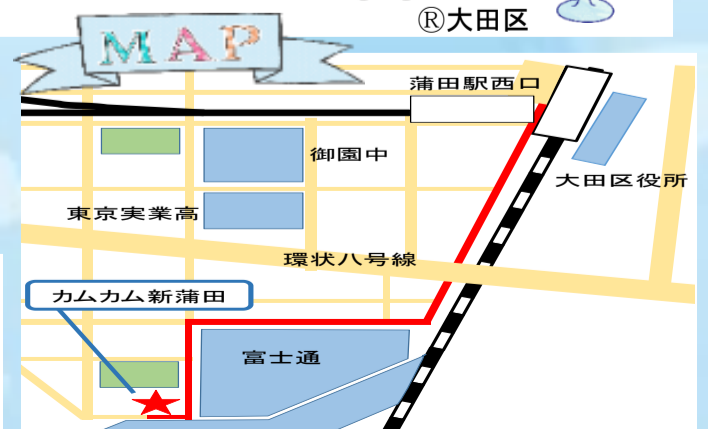 Ⓡ大田区
MAP
蒲田駅西口
御園中
大田区役所
東京実業高
環状八号線
カムカム新蒲田
富士通